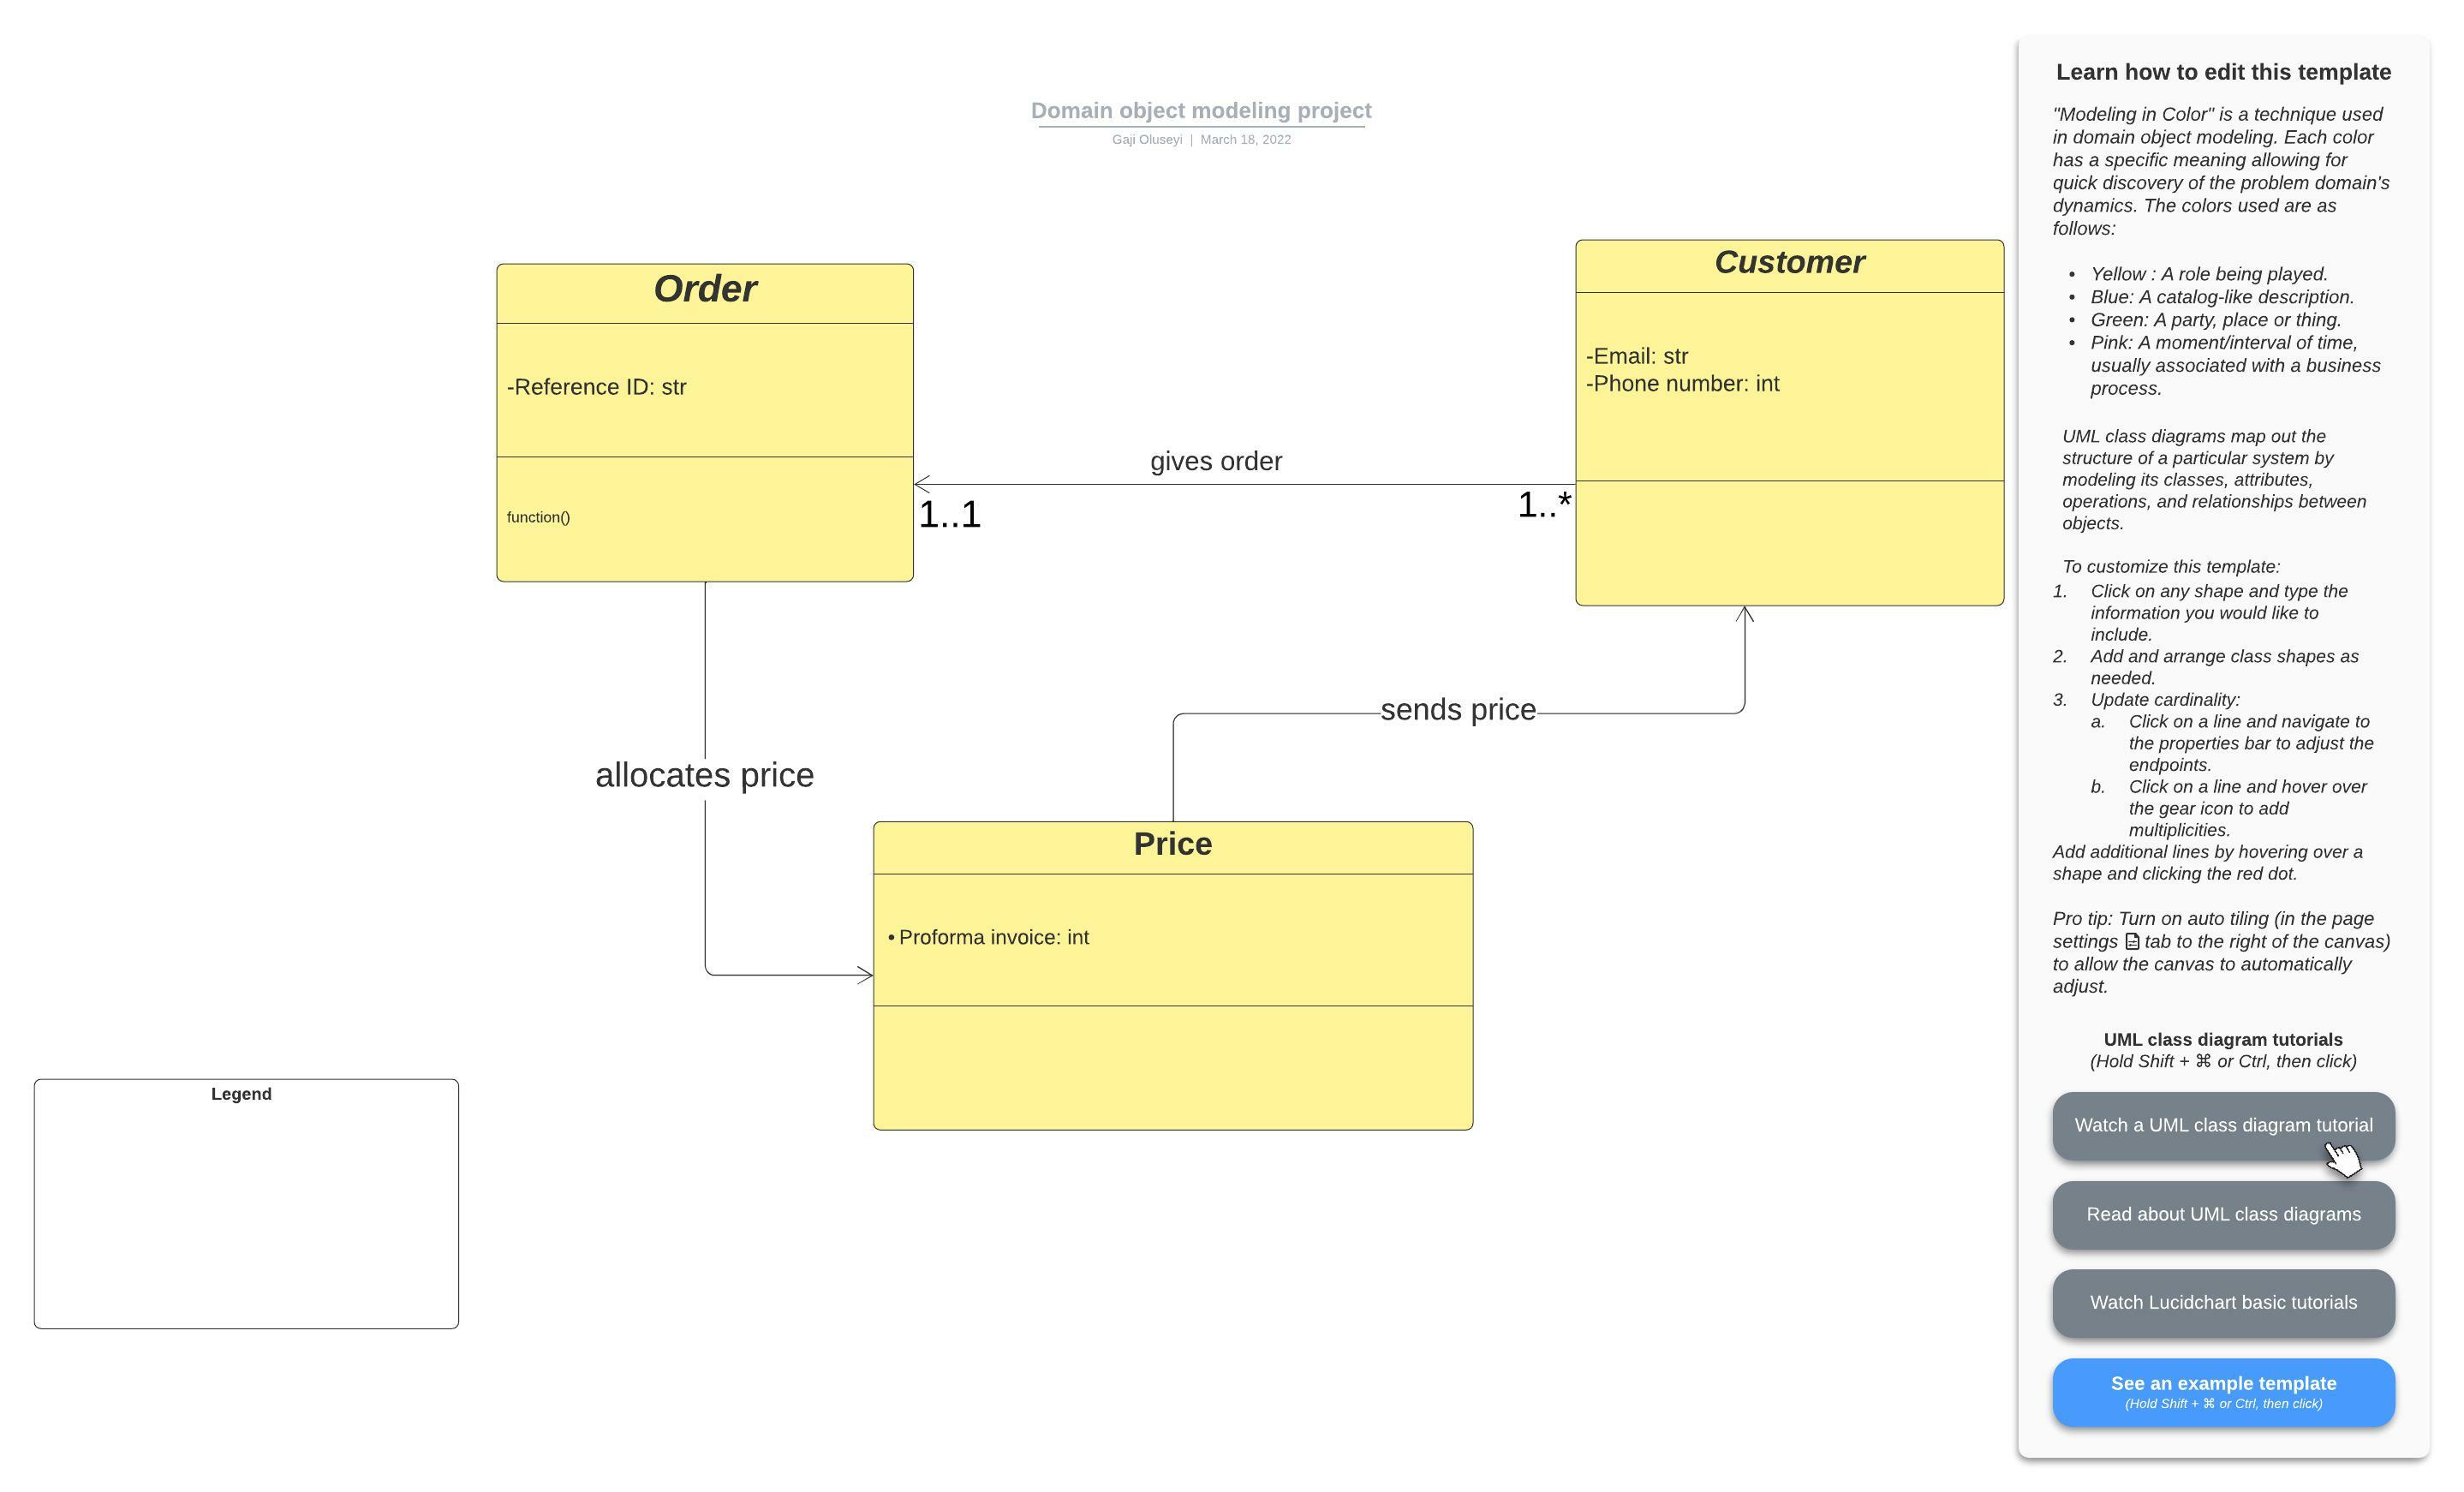 Domain object modeling project
Gaji Oluseyi | March 18, 2022
Order
-Reference ID: str
function()
Customer
-Email: str
-Phone number: int
gives order
1..1
1..*
sends price
allocates price
Price
• Proforma invoice: int
Legend
Learn how to edit this template
"Modeling in Color" is a technique used
in domain object modeling. Each color
has a specific meaning allowing for
quick discovery of the problem domain's
dynamics. The colors used are as
follows:
• Yellow : A role being played.
• Blue: A catalog-like description.
• Green: A party, place or thing.
• Pink: A moment/interval of time,
usually associated with a business
process.
UML class diagrams map out the
structure of a particular system by
modeling its classes, attributes,
operations, and relationships between
objects.
To customize this template:
1. Click on any shape and type the
information you would like to
include.
2. Add and arrange class shapes as
needed.
3. Update cardinality:
a. Click on a line and navigate to
the properties bar to adjust the
endpoints.
b. Click on a line and hover over
the gear icon to add
multiplicities.
Add additional lines by hovering over a
shape and clicking the red dot.
Pro tip: Turn on auto tiling (in the page
settings tab to the right of the canvas)
to allow the canvas to automatically
adjust.
UML class diagram tutorials
(Hold Shift + ⌘ or Ctrl, then click)
Watch a UML class diagram tutorial
Read about UML class diagrams
Watch Lucidchart basic tutorials
See an example template
(Hold Shift + ⌘ or Ctrl, then click)